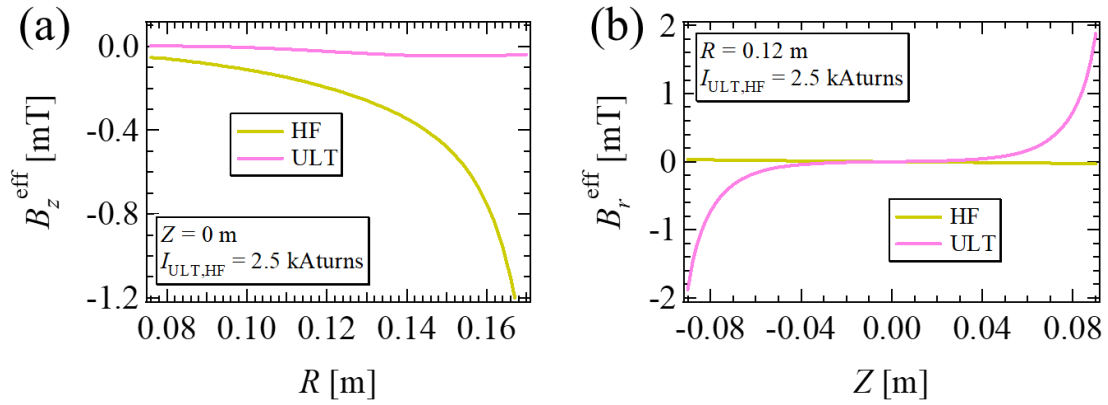 (a)
0.0
-0.4
-0.8
-1.2
B_z^eff [mT]
HF
ULT
Z = 0 m
I_ULT,HF = 2.5 kAturns
0.08 0.10 0.12 0.14 0.16
R [m]
(b)
2
1
0
-1
-2
B_r^eff [mT]
R = 0.12 m
I_ULT,HF = 2.5 kAturns
HF
ULT
-0.08 -0.04 0.00 0.04 0.08
Z [m]